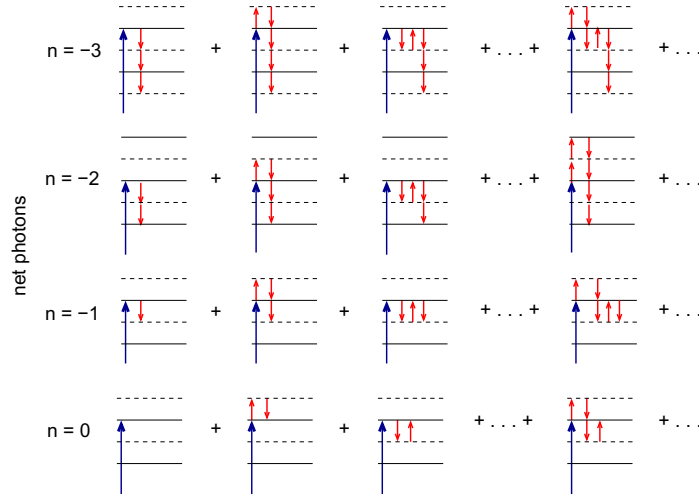 n = −3 + + + . . . + + . . .
n = −2 + + + . . . + + . . .
n = −1 + + + . . . + + . . .
n = 0 + + + . . . + + . . .
net photons